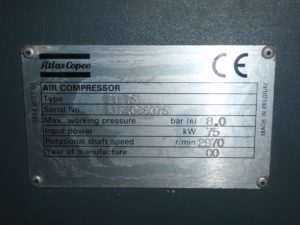 Atlas Copco
CE
AIR COMPRESSOR
Type
Serial No.
Max. working pressure bar (e) 8.0
Input power kW 75
Rotational shaft speed r/min 2970
Year of manufacture 00
MADE IN BELGIUM